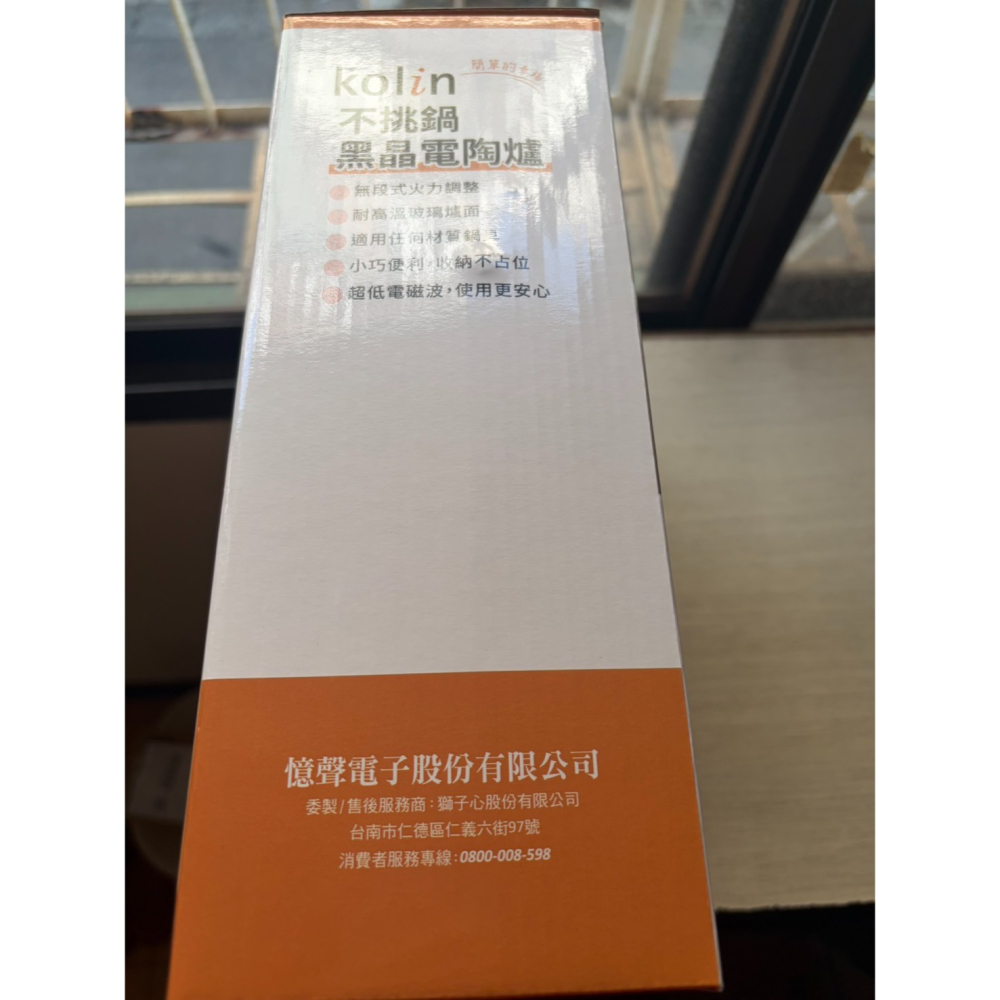 kolin
簡單的幸福
不挑鍋
黑晶電陶爐
無段式火力調整
耐高溫玻璃爐面
適用任何材質鍋具
小巧便利,收納不占位
超低電磁波,使用更安心
憶聲電子股份有限公司
委製/售後服務商:獅子心股份有限公司
台南市仁德區仁義六街97號
消費者服務專線:0800-008-598